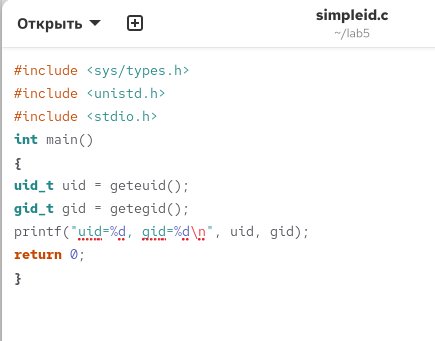 Открыть
simpleid.c
~/lab5
#include <sys/types.h>
#include <unistd.h>
#include <stdio.h>
int main()
{
uid_t uid = geteuid();
gid_t gid = getegid();
printf("uid=%d, gid=%d\n", uid, gid);
return 0;
}